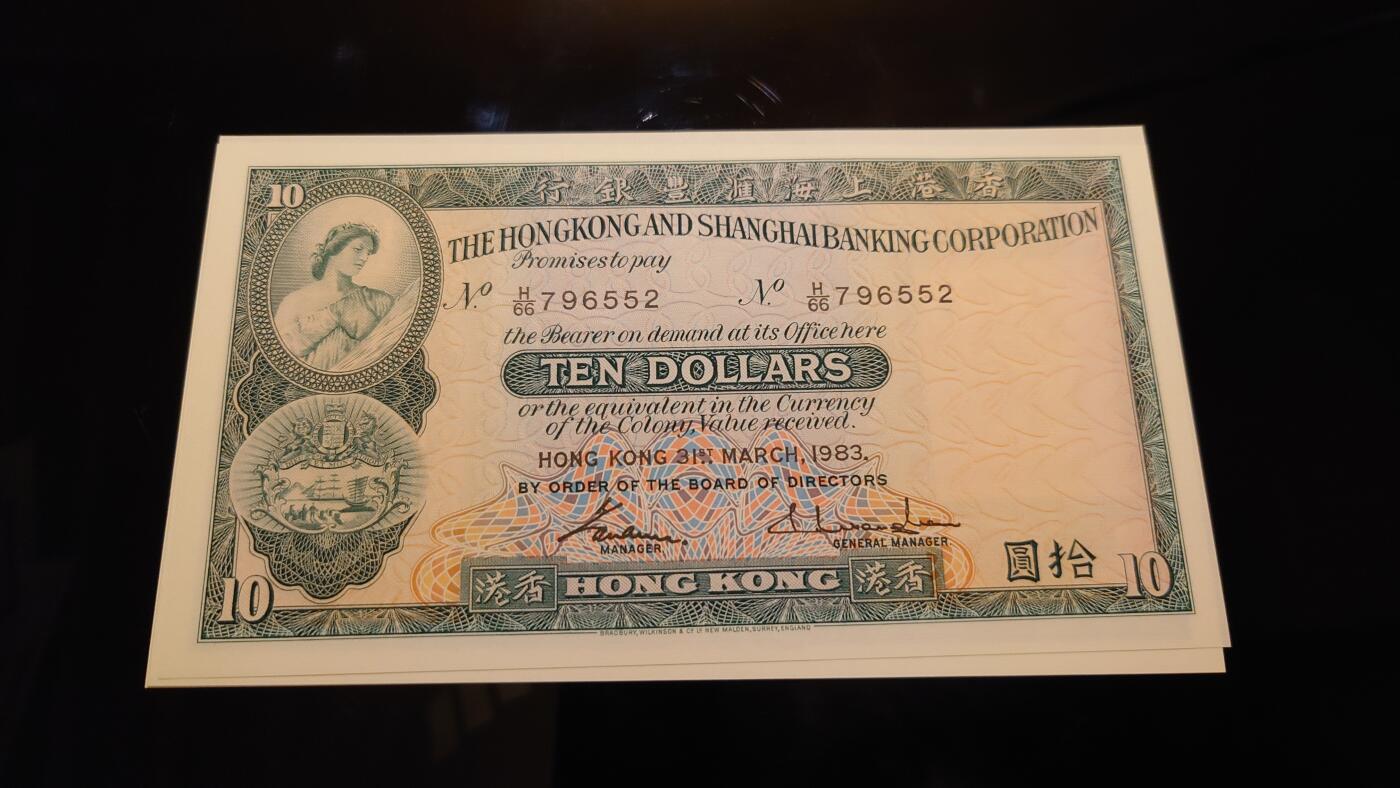 10
行銀豐滙海上港香
THE HONGKONG AND SHANGHAI BANKING CORPORATION
Promises to pay
No. H/66 796552 No. H/66 796552
the Bearer on demand at its Office here
TEN DOLLARS
or the equivalent in the Currency
of the Colony, Value received.
HONG KONG 31ST MARCH, 1983.
BY ORDER OF THE BOARD OF DIRECTORS
MANAGER. GENERAL MANAGER.
圓拾
10 港香 HONG KONG 港香 10
BRADBURY, WILKINSON & Co. Ld. NEW MALDEN, SURREY, ENGLAND